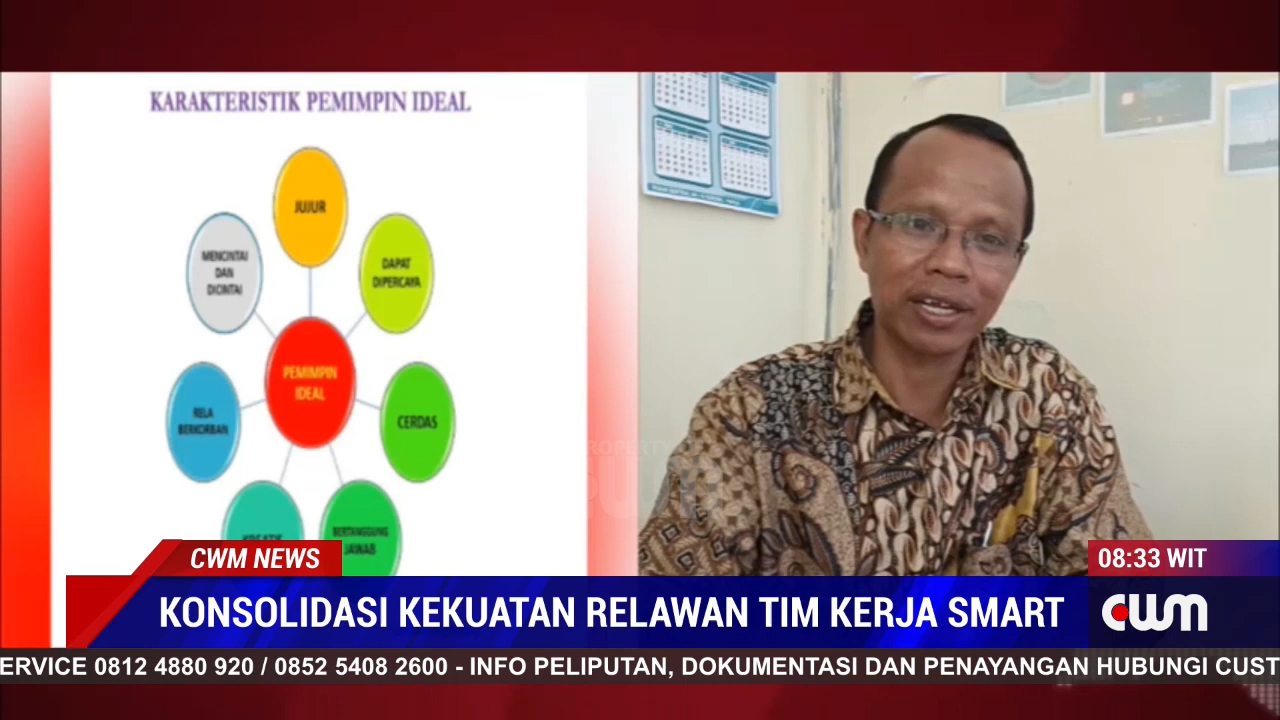 KARAKTERISTIK PEMIMPIN IDEAL
JUJUR
MENCINTAI
DAN
DICINTAI
DAPAT
DIPERCAYA
PEMIMPIN
IDEAL
RELA
BERKORBAN
CERDAS
KREATIF
BERTANGGUNG
JAWAB
CWM NEWS
08:33 WIT
KONSOLIDASI KEKUATAN RELAWAN TIM KERJA SMART
CWM
ERVICE 0812 4880 920 / 0852 5408 2600 - INFO PELIPUTAN, DOKUMENTASI DAN PENAYANGAN HUBUNGI CUST